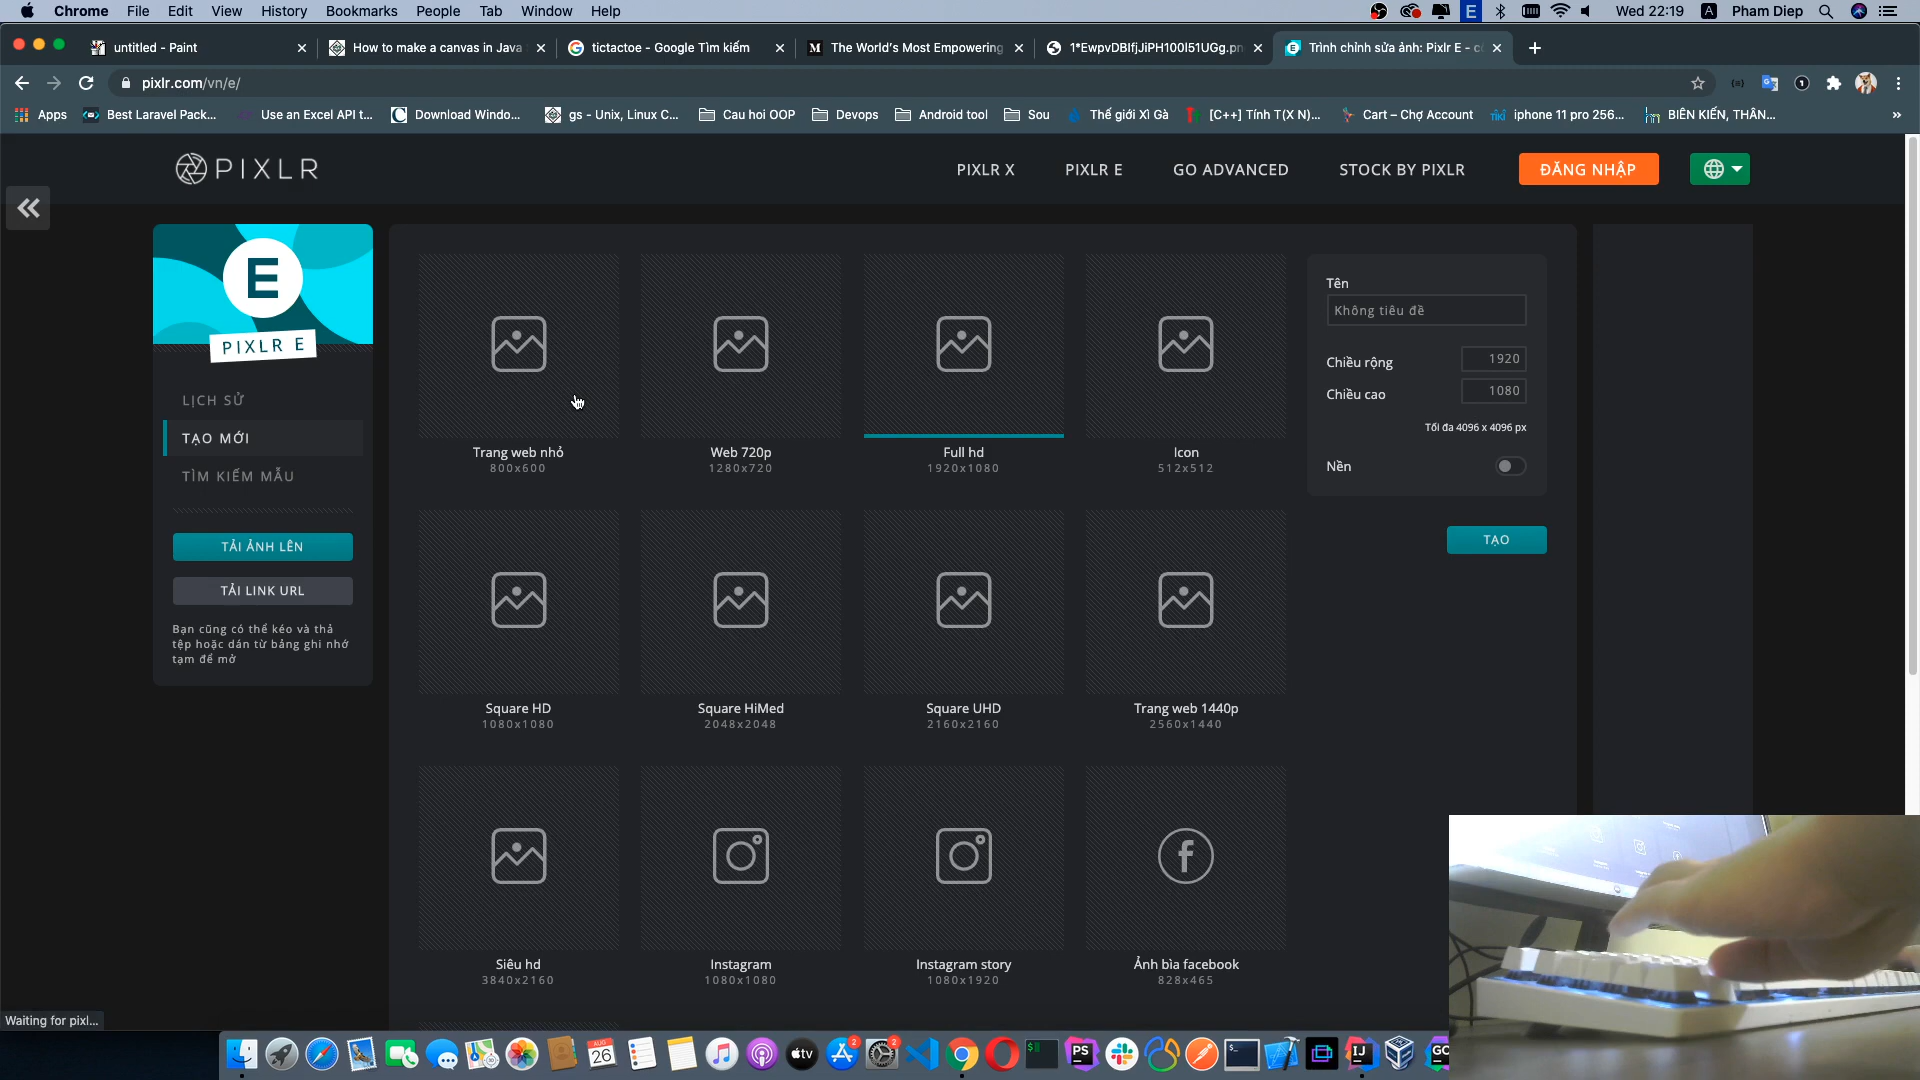 Chrome File Edit View History Bookmarks People Tab Window Help
Wed 22:19 A Pham Diep
untitled - Paint
How to make a canvas in Java
tictactoe - Google Tìm kiếm
The World's Most Empowering
Trình chỉnh sửa ảnh: Pixlr E - c
pixlr.com/vn/e/
Apps
Best Laravel Pack...
Use an Excel API t...
Download Windo...
gs - Unix, Linux C...
Cau hoi OOP
Devops
Android tool
Sou
Thế giới Xì Gà
[C++] Tính T(X N)...
Cart – Chợ Account
iphone 11 pro 256...
BIÊN KIẾN, THÂN...
»
PIXLR
PIXLR X
PIXLR E
GO ADVANCED
STOCK BY PIXLR
ĐĂNG NHẬP
E
PIXLR E
LỊCH SỬ
TẠO MỚI
TÌM KIẾM MẪU
TẢI ẢNH LÊN
TẢI LINK URL
Bạn cũng có thể kéo và thả
tệp hoặc dán từ bảng ghi nhớ
tạm để mở
Trang web nhỏ
800x600
Web 720p
1280x720
Full hd
1920x1080
Icon
512x512
Square HD
1080x1080
Square HiMed
2048x2048
Square UHD
2160x2160
Trang web 1440p
2560x1440
Siêu hd
3840x2160
Instagram
1080x1080
Instagram story
1080x1920
Ảnh bìa facebook
828x465
Tên
Không tiêu đề
Chiều rộng 1920
Chiều cao 1080
Tối đa 4096 x 4096 px
Nền
TẠO
Waiting for pixl...
AUG
26
tv
2
2
PS
IJ
GO